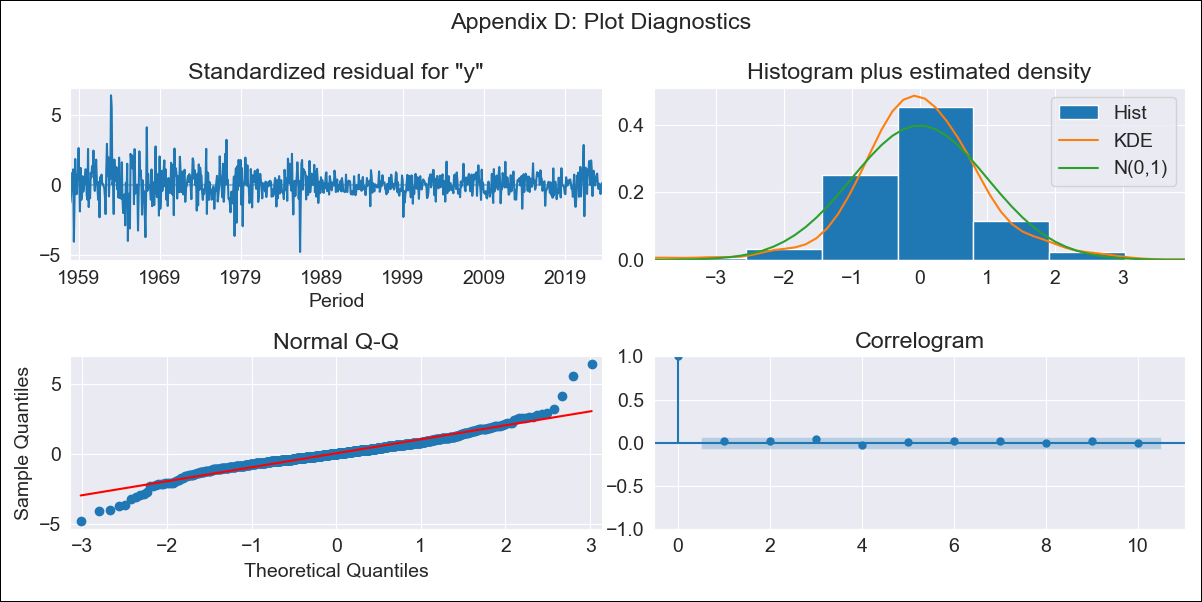 Appendix D: Plot Diagnostics
Standardized residual for "y"
5
0
−5
1959 1969 1979 1989 1999 2009 2019
Period
Histogram plus estimated density
Hist
KDE
N(0,1)
0.4
0.2
0.0
−3 −2 −1 0 1 2 3
Normal Q-Q
Sample Quantiles
5
0
−5
−3 −2 −1 0 1 2 3
Theoretical Quantiles
Correlogram
1.0
0.5
0.0
−0.5
−1.0
0 2 4 6 8 10